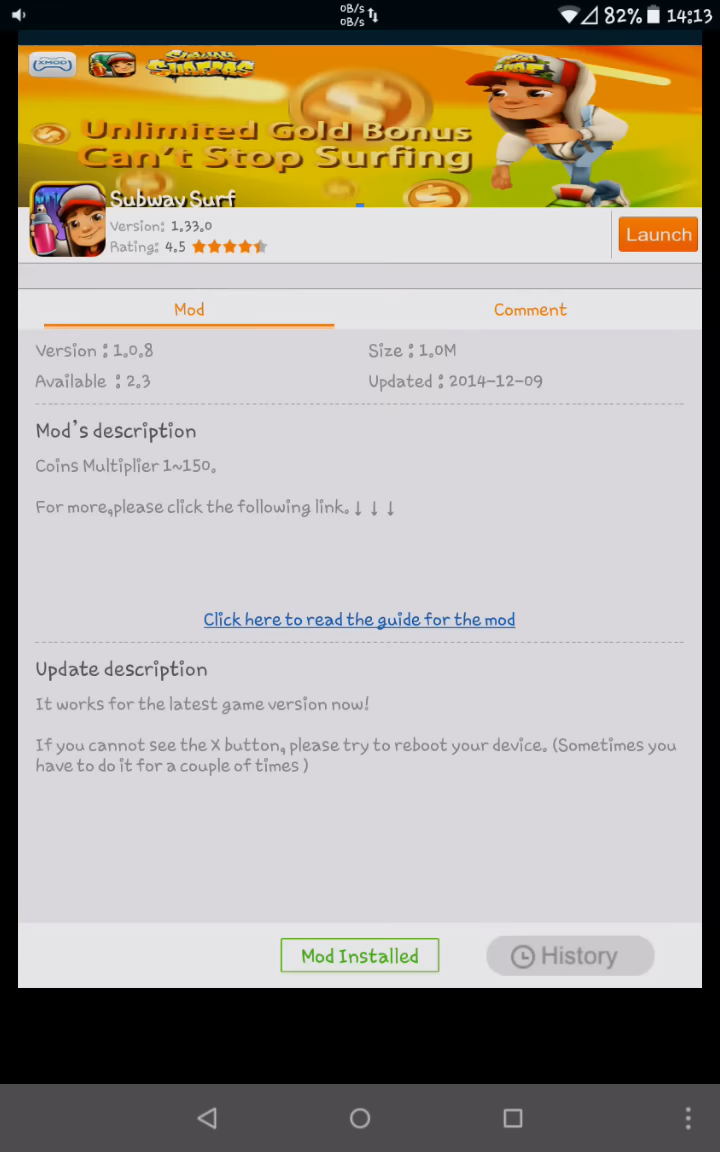 0B/s
0B/s
82% 14:13
XMOD
SUBWAY SURFERS
Unlimited Gold Bonus
Can't Stop Surfing
Subway Surf
Version: 1.33.0
Rating: 4.5
Launch
Mod Comment
Version : 1.0.8 Size : 1.0M
Available : 2.3 Updated : 2014-12-09
Mod's description
Coins Multiplier 1~150.
For more,please click the following link.↓ ↓ ↓
Click here to read the guide for the mod
Update description
It works for the latest game version now!
If you cannot see the X button, please try to reboot your device. (Sometimes you
have to do it for a couple of times )
Mod Installed History